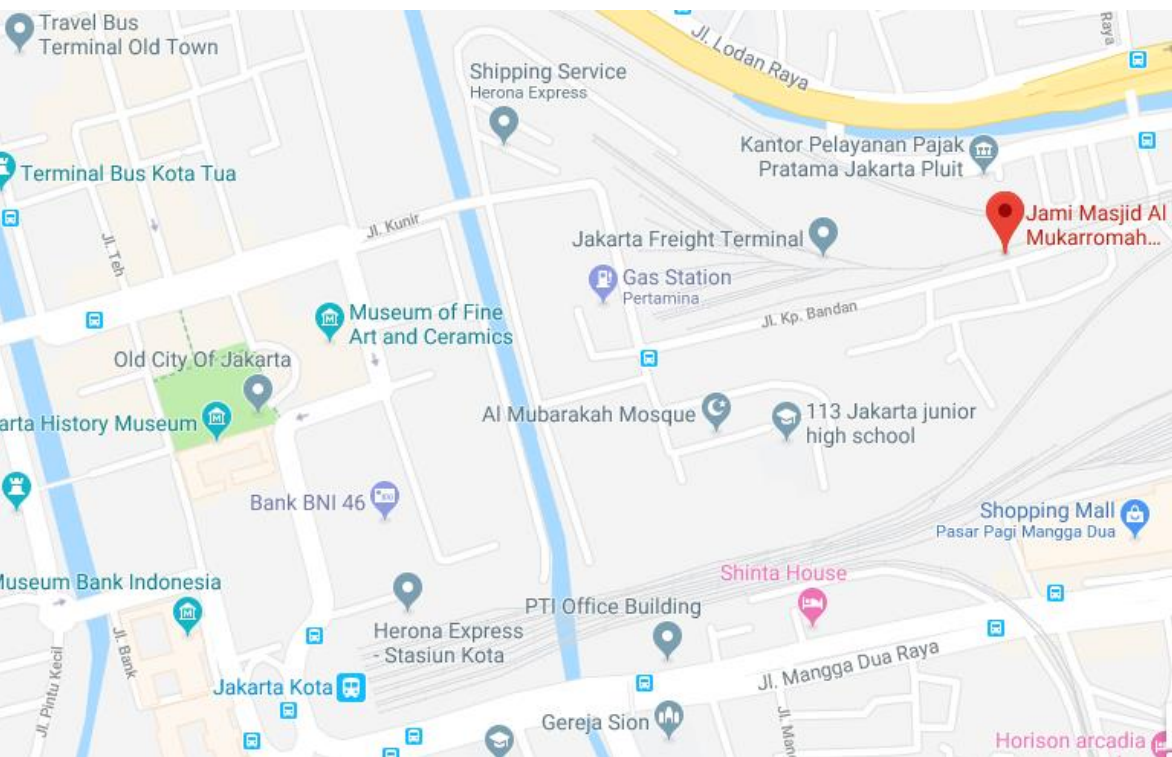 Travel Bus
Terminal Old Town
Jl. Lodan Raya
Raya
Shipping Service
Herona Express
Kantor Pelayanan Pajak
Pratama Jakarta Pluit
Terminal Bus Kota Tua
Jl. Kunir
Jl. Teh
Jakarta Freight Terminal
Jami Masjid Al
Mukarromah...
Gas Station
Pertamina
Jl. Kp. Bandan
Museum of Fine
Art and Ceramics
Old City Of Jakarta
arta History Museum
Al Mubarakah Mosque
113 Jakarta junior
high school
Bank BNI 46
Shopping Mall
Pasar Pagi Mangga Dua
Museum Bank Indonesia
Shinta House
PTI Office Building
Herona Express
- Stasiun Kota
Jl. Bank
Jl. Pintu Kecil
Jakarta Kota
Jl. Mangga Dua Raya
Jl. Man
Gereja Sion
Horison arcadia